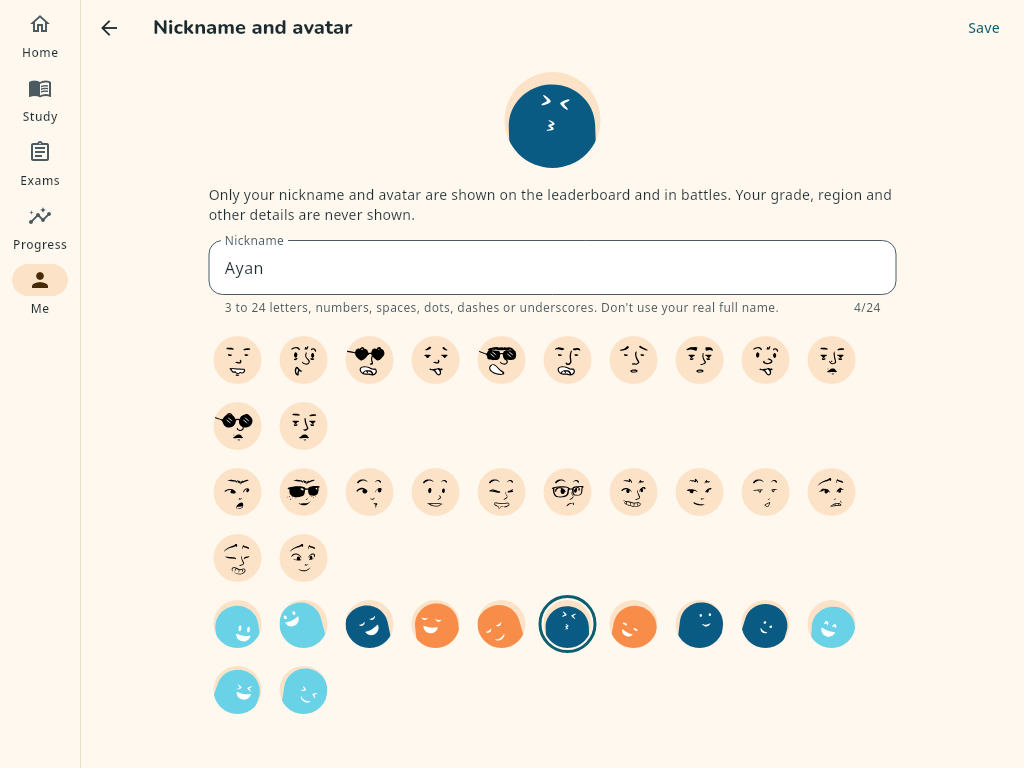 Home
Study
Exams
Progress
Me
Nickname and avatar
Save
Only your nickname and avatar are shown on the leaderboard and in battles. Your grade, region and
other details are never shown.
Nickname
Ayan
3 to 24 letters, numbers, spaces, dots, dashes or underscores. Don't use your real full name.
4/24